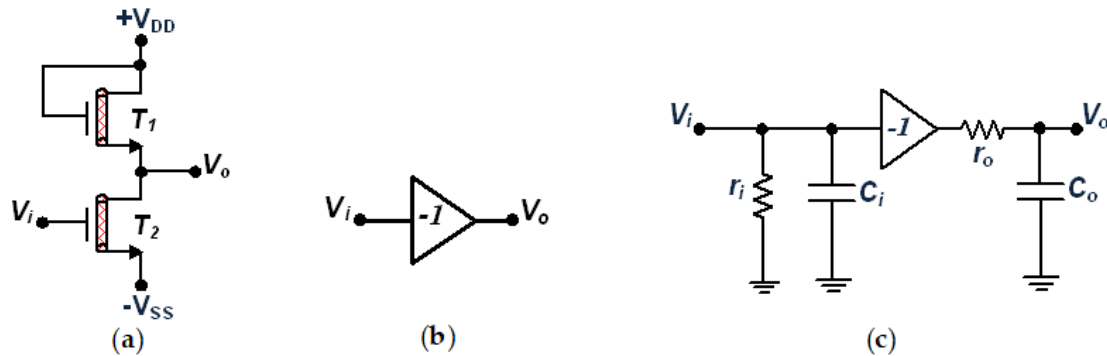 +V_DD
T_1
V_o
V_i
T_2
-V_SS
(a)
V_i
-1
V_o
(b)
V_i
-1
V_o
r_o
r_i
C_i
C_o
(c)